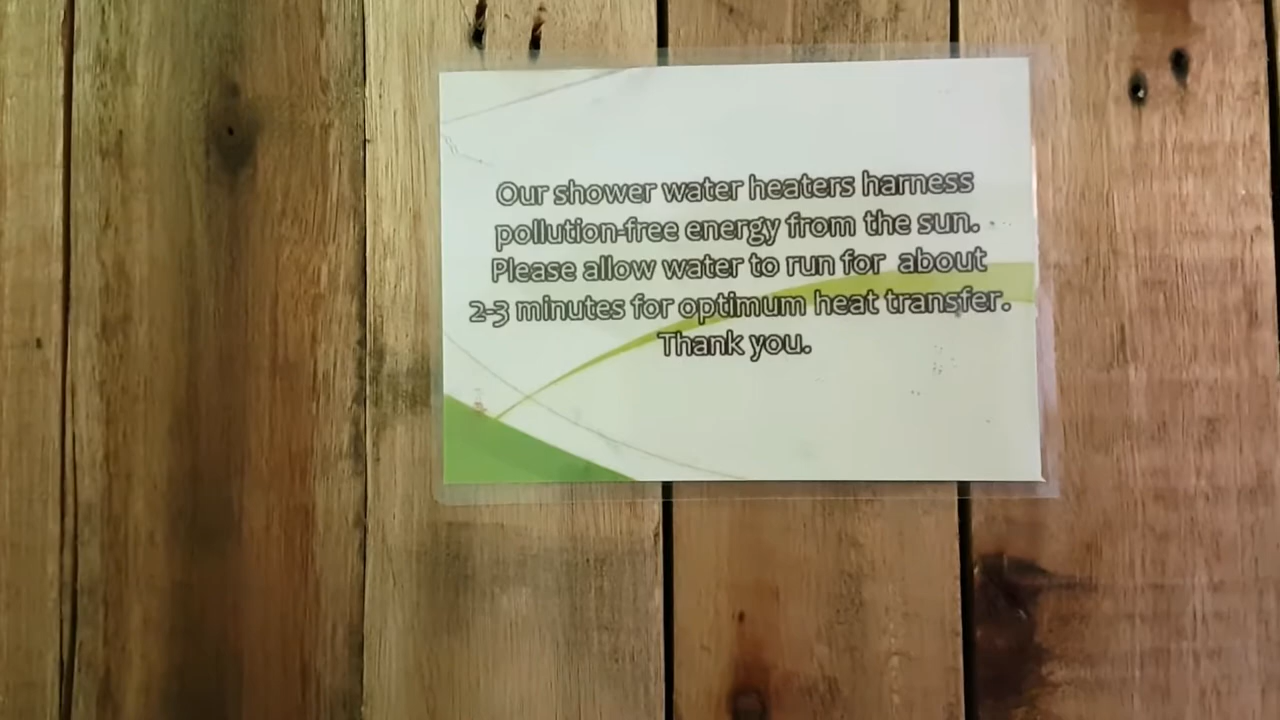 Our shower water heaters harness
pollution-free energy from the sun.
Please allow water to run for about
2-3 minutes for optimum heat transfer.
Thank you.